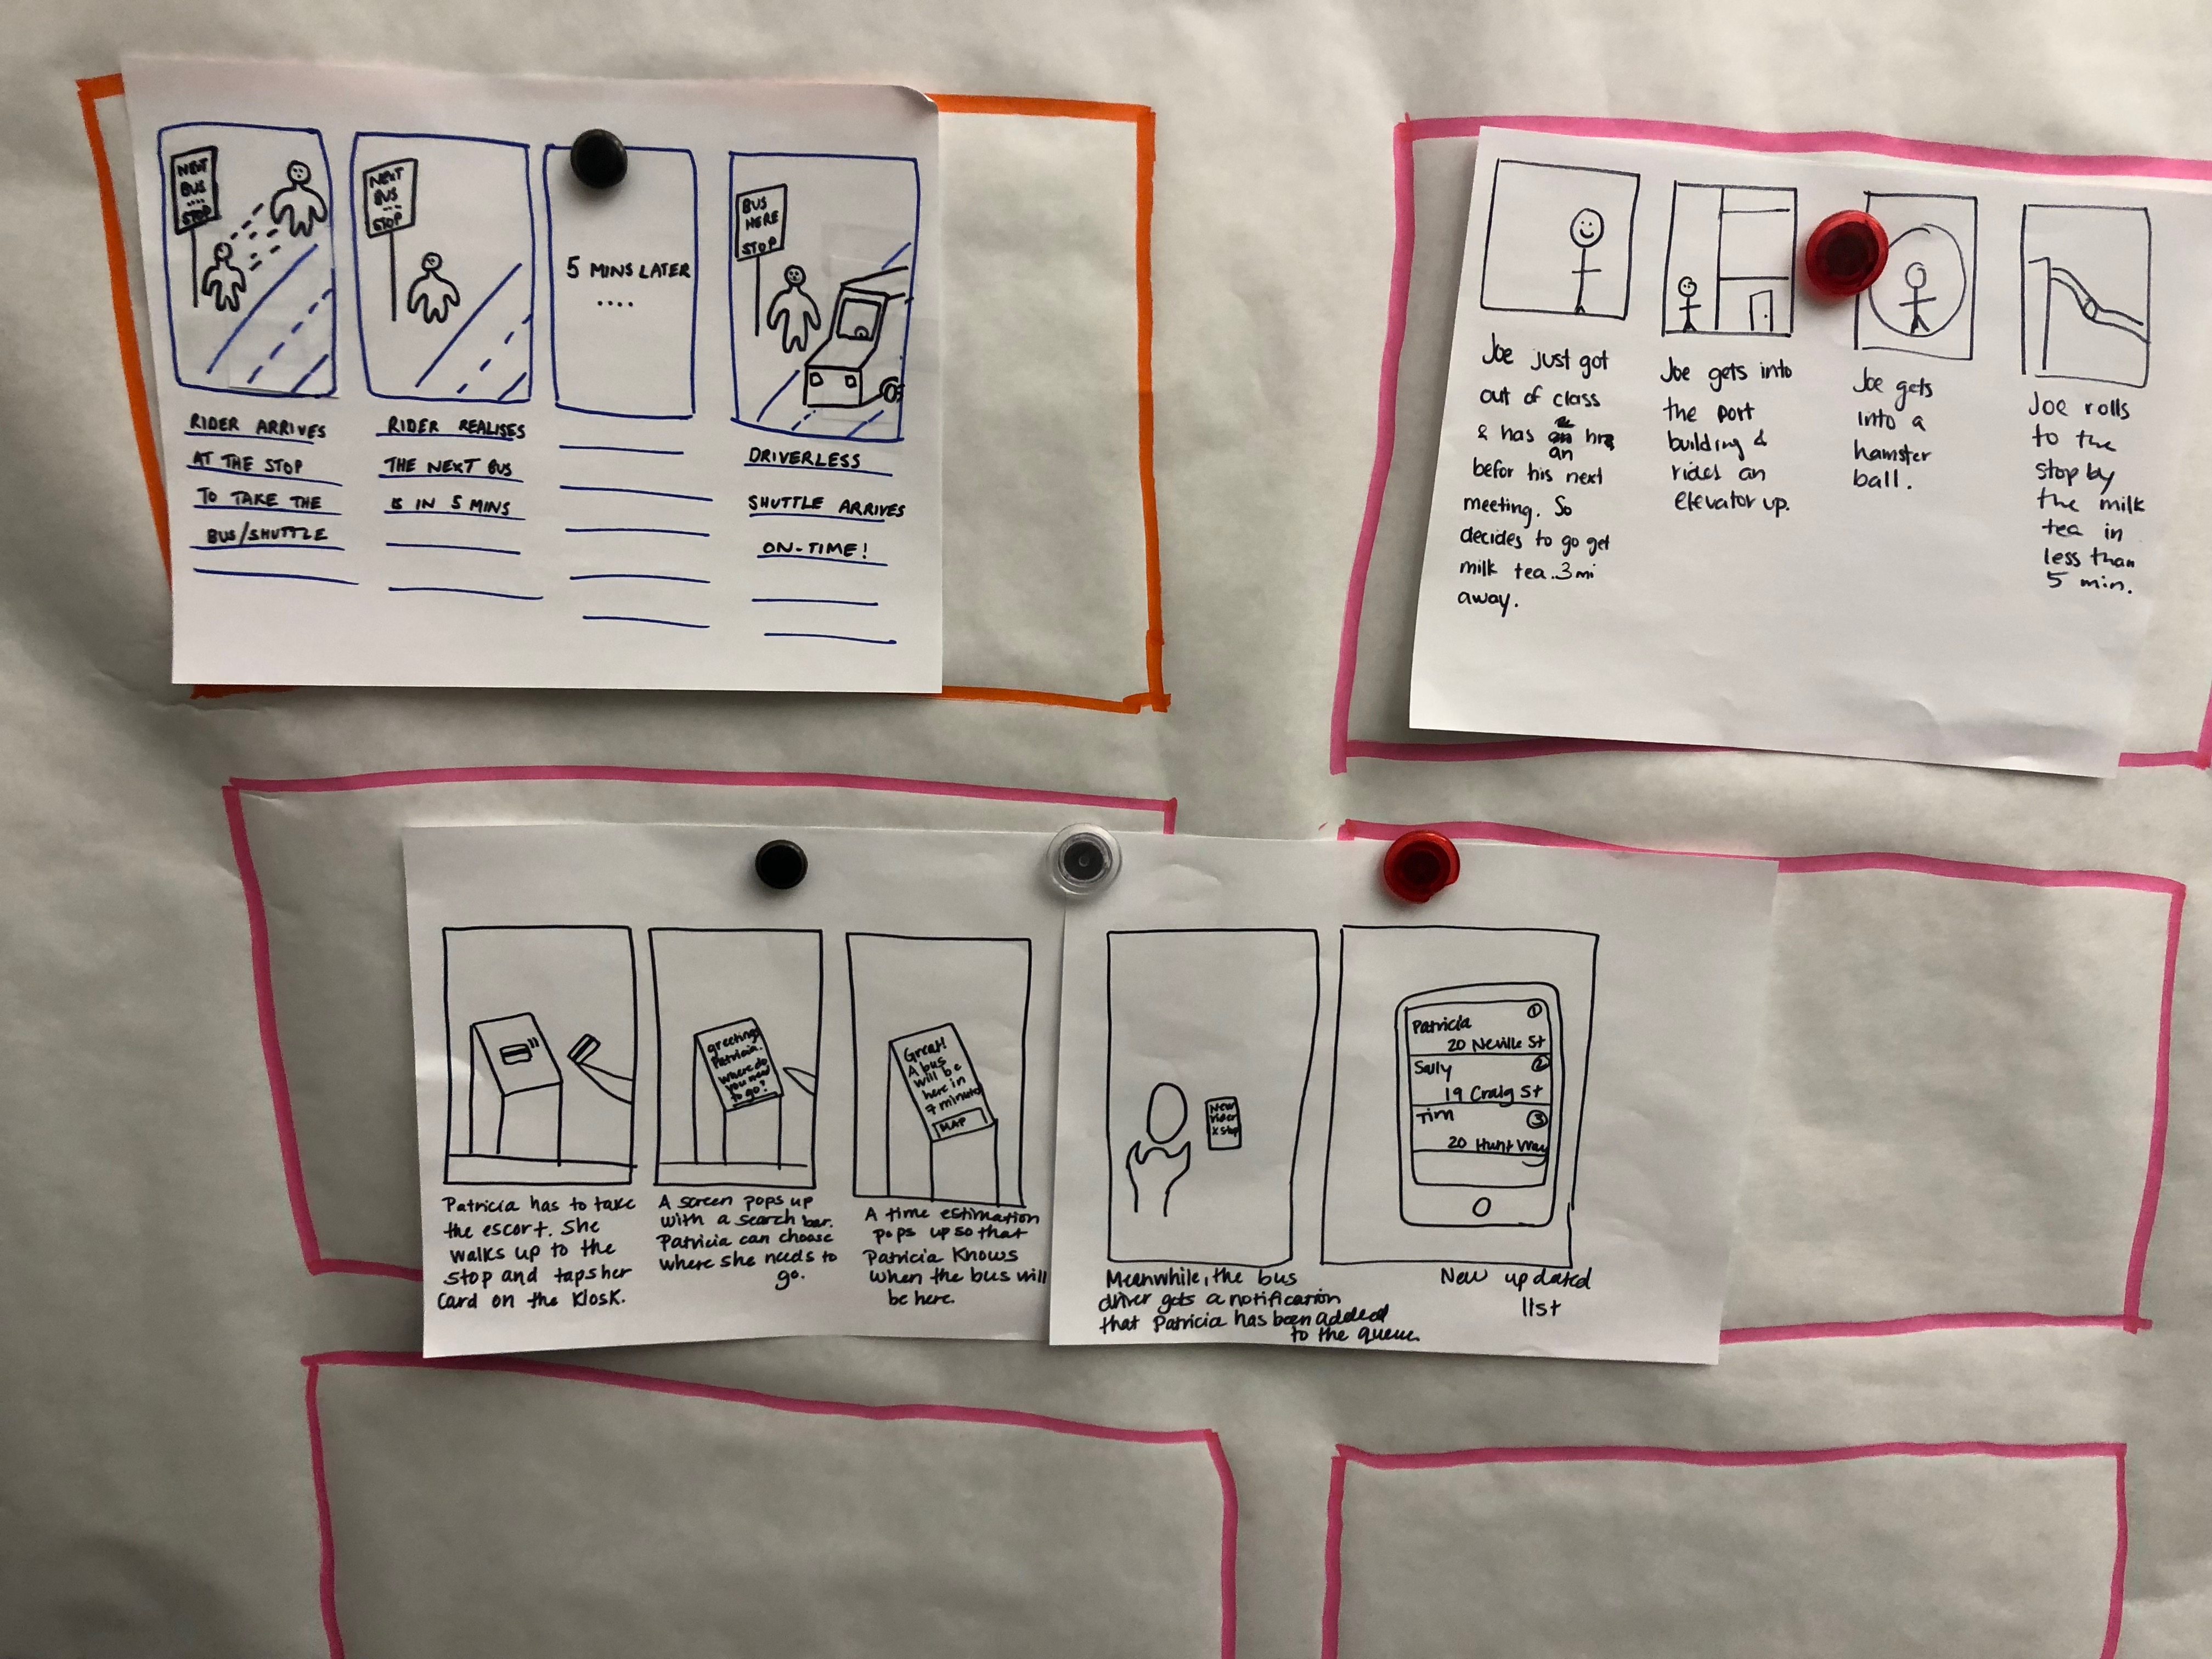 NEXT
BUS
....
STOP
NEXT
BUS
...
STOP
5 MINS LATER
....
BUS
HERE
STOP
RIDER ARRIVES
AT THE STOP
TO TAKE THE
BUS/SHUTTLE
RIDER REALISES
THE NEXT BUS
IS IN 5 MINS
DRIVERLESS
SHUTTLE ARRIVES
ON-TIME!
Joe just got
out of class
& has hr
an
befor his next
meeting. So
decides to go get
milk tea.3mi
away.
Joe gets into
the port
building &
rides an
elevator up.
Joe gets
into a
hamster
ball.
Joe rolls
to the
stop by
the milk
tea in
less than
5 min.
greetings
Patricia.
where do
you need
to go?
Great!
A bus
will be
here in
7 minutes
MAP
New
rider
X stop
Patricia 1
20 Neville St
Sally 2
19 Craig St
Tim 3
20 Hunt Way
Patricia has to take
the escort. She
walks up to the
stop and taps her
card on the kiosk.
A screen pops up
with a search bar.
Patricia can choose
where she needs to
go.
A time estimation
pops up so that
Patricia knows
when the bus will
be here.
Meanwhile, the bus
driver gets a notification
that Patricia has been added
to the queue.
New updated
list